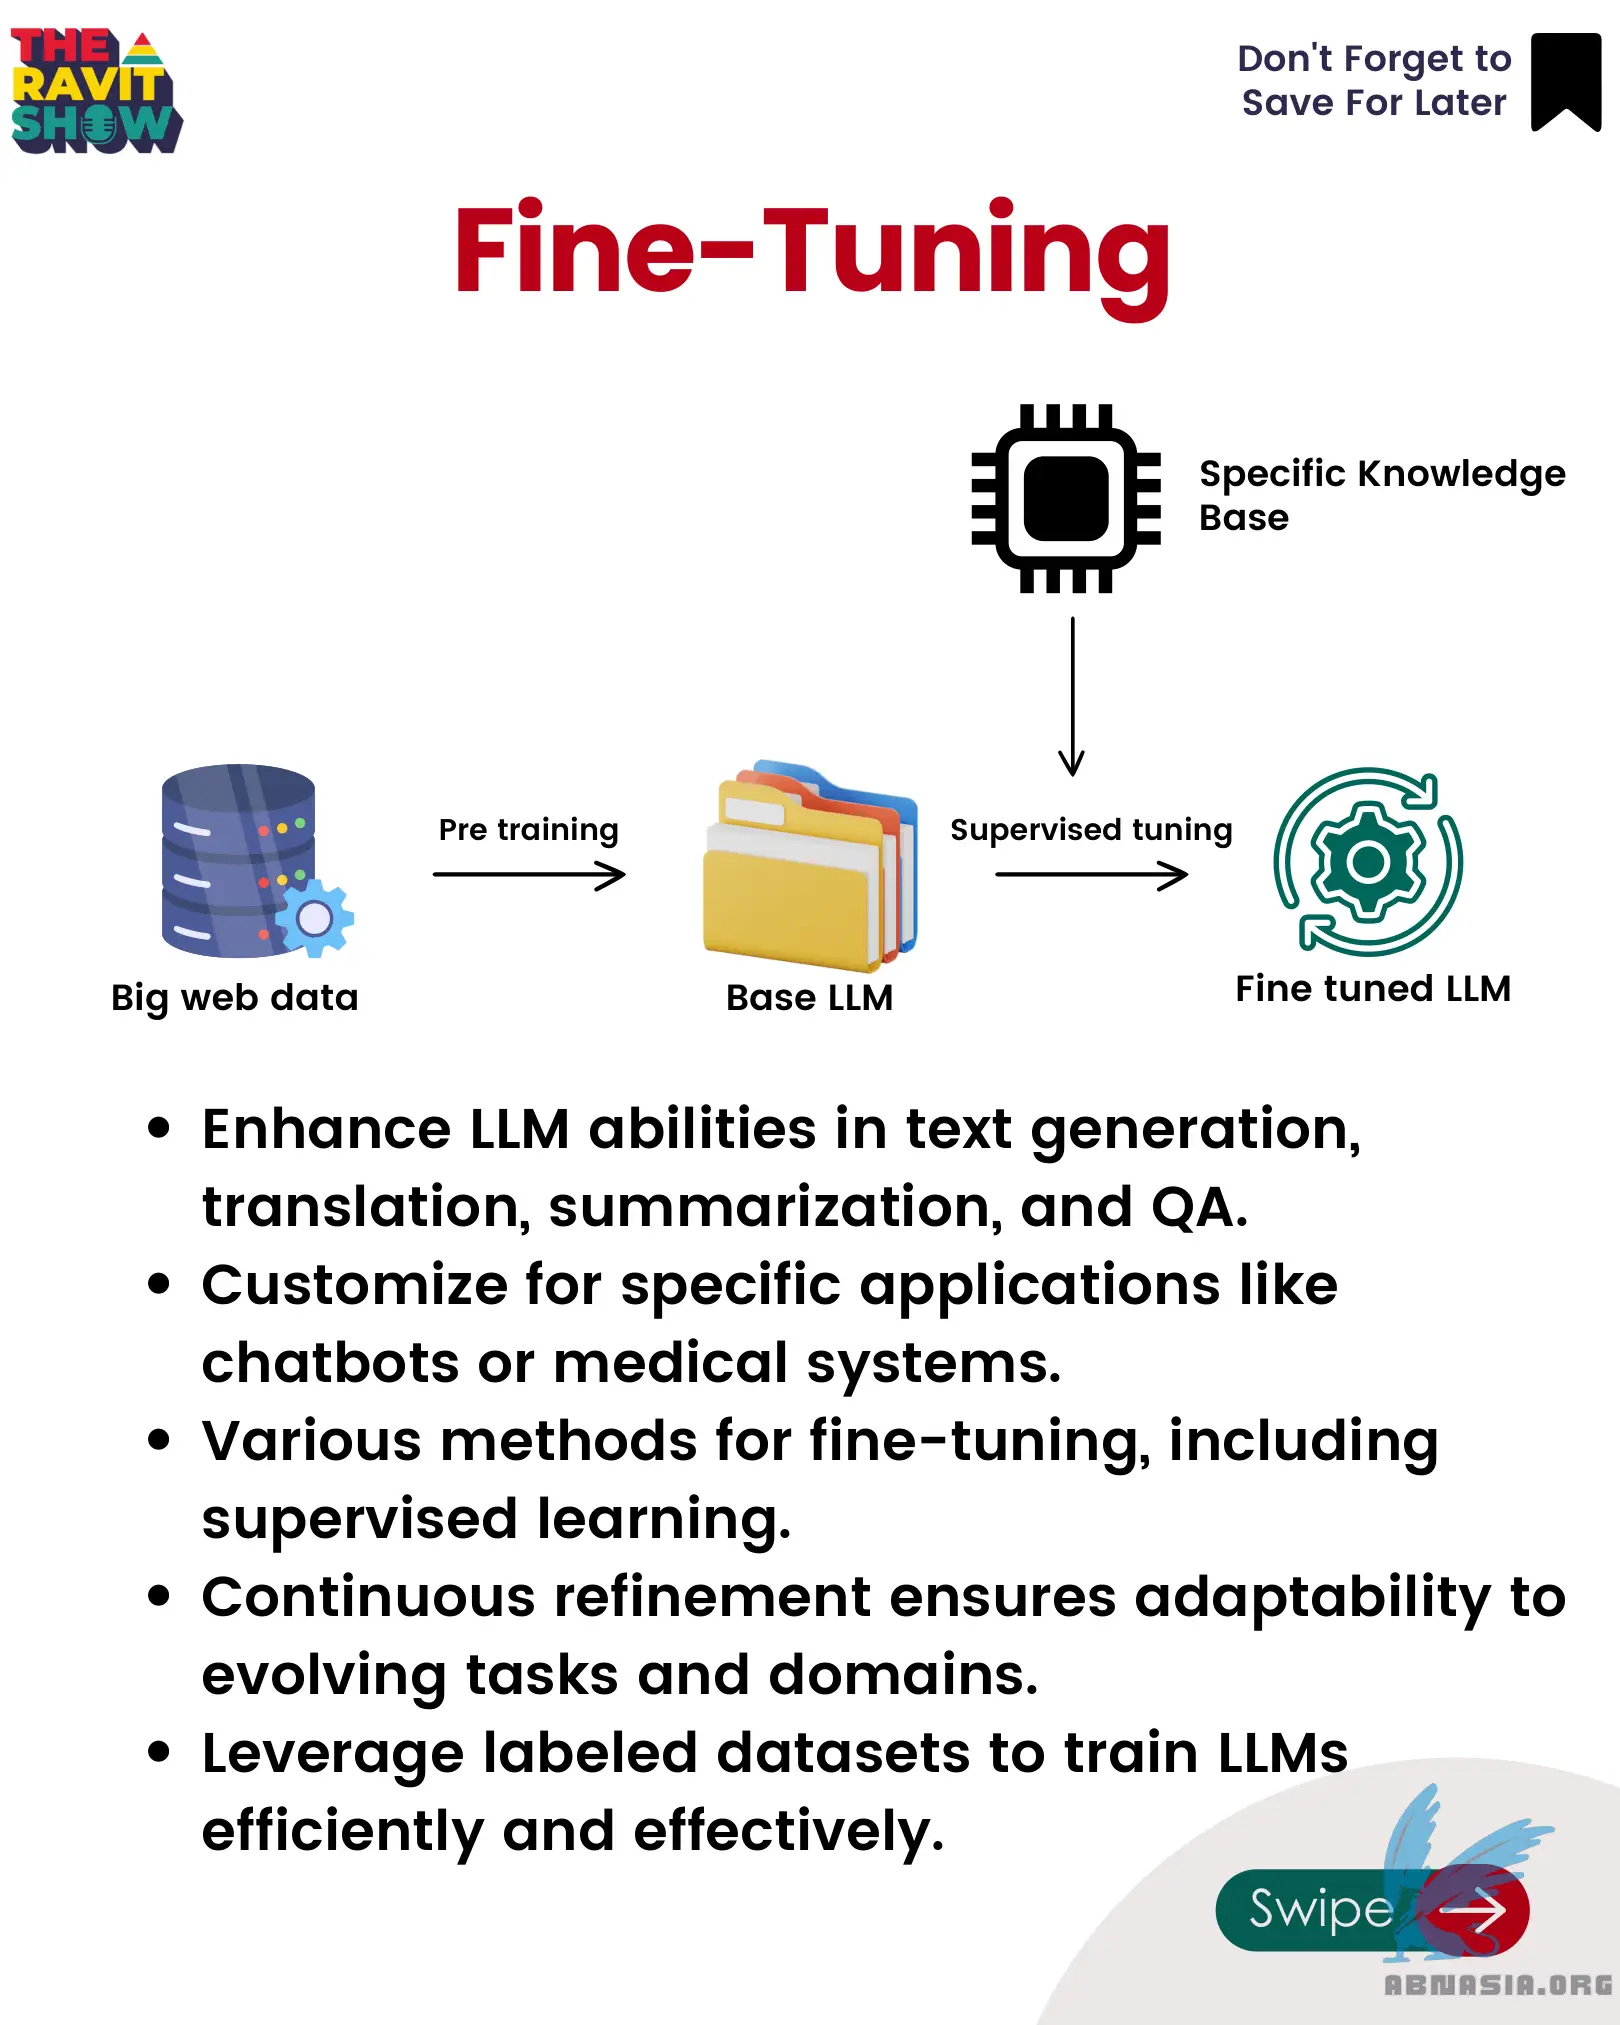 THE
RAVIT
SHOW
Don't Forget to
Save For Later
Fine-Tuning
Specific Knowledge
Base
Pre training
Supervised tuning
Big web data
Base LLM
Fine tuned LLM
• Enhance LLM abilities in text generation,
translation, summarization, and QA.
• Customize for specific applications like
chatbots or medical systems.
• Various methods for fine-tuning, including
supervised learning.
• Continuous refinement ensures adaptability to
evolving tasks and domains.
• Leverage labeled datasets to train LLMs
efficiently and effectively.
Swipe
ABNASIA.ORG